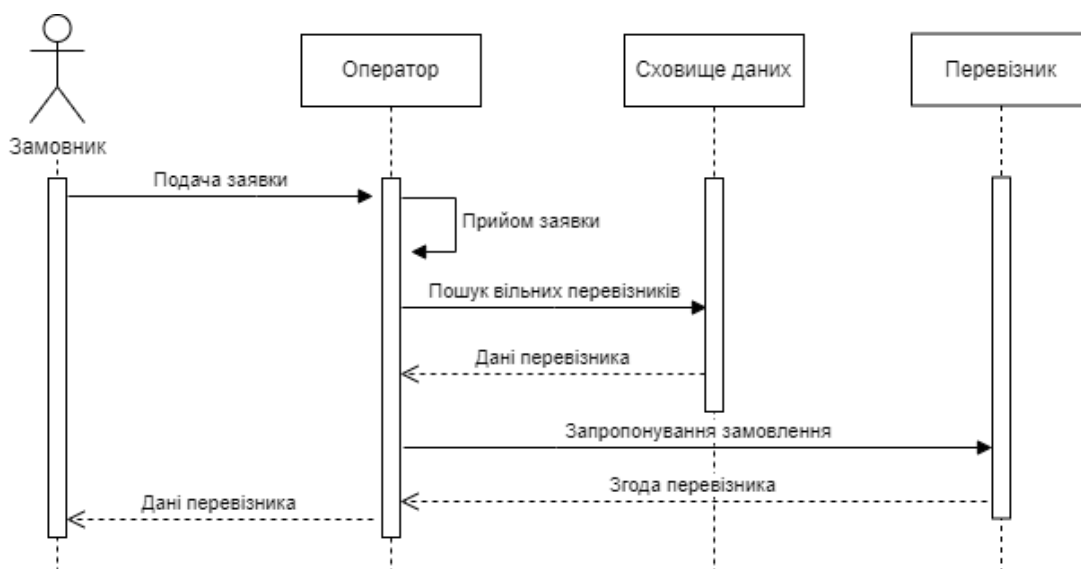 Замовник
Оператор
Сховище даних
Перевізник
Подача заявки
Прийом заявки
Пошук вільних перевізників
Дані перевізника
Запропонування замовлення
Згода перевізника
Дані перевізника